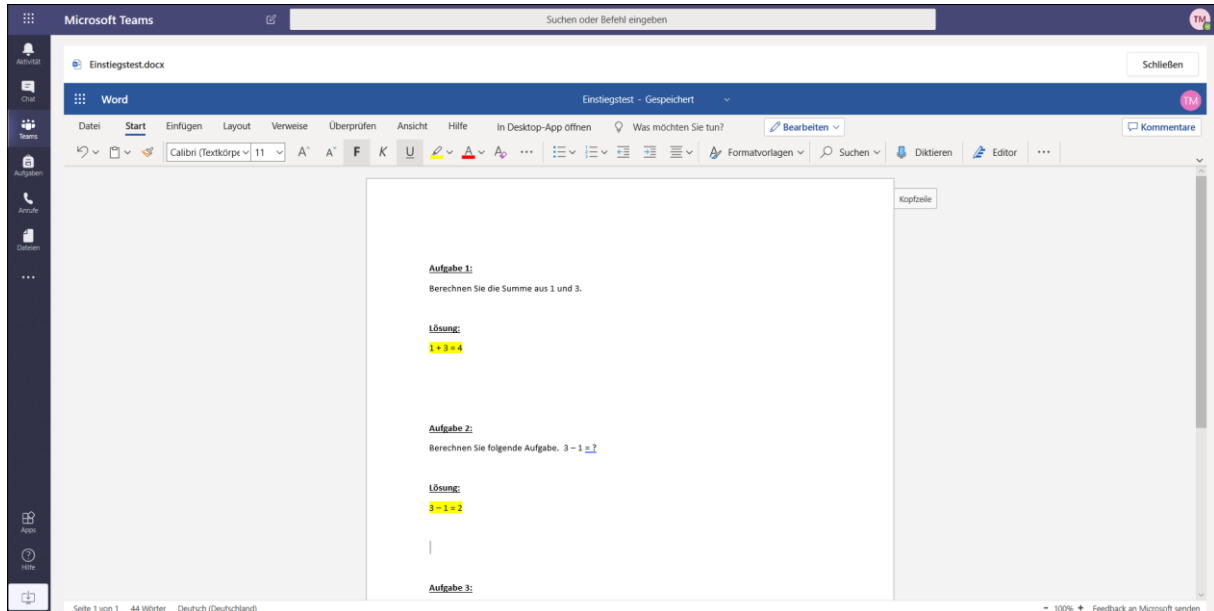 Microsoft Teams
Suchen oder Befehl eingeben
TM
Aktivität
Chat
Teams
Aufgaben
Anrufe
Dateien
Apps
Hilfe
Einstiegstest.docx
Schließen
Word
Einstiegstest - Gespeichert
TM
Datei Start Einfügen Layout Verweise Überprüfen Ansicht Hilfe In Desktop-App öffnen Was möchten Sie tun? Bearbeiten Kommentare
Calibri (Textkörpe 11 A A F K U A A Formatvorlagen Suchen Diktieren Editor
Kopfzeile
Aufgabe 1:
Berechnen Sie die Summe aus 1 und 3.
Lösung:
1 + 3 = 4
Aufgabe 2:
Berechnen Sie folgende Aufgabe. 3 – 1 = ?
Lösung:
3 – 1 = 2
Aufgabe 3:
Seite 1 von 1 44 Wörter Deutsch (Deutschland) - 100% + Feedback an Microsoft senden